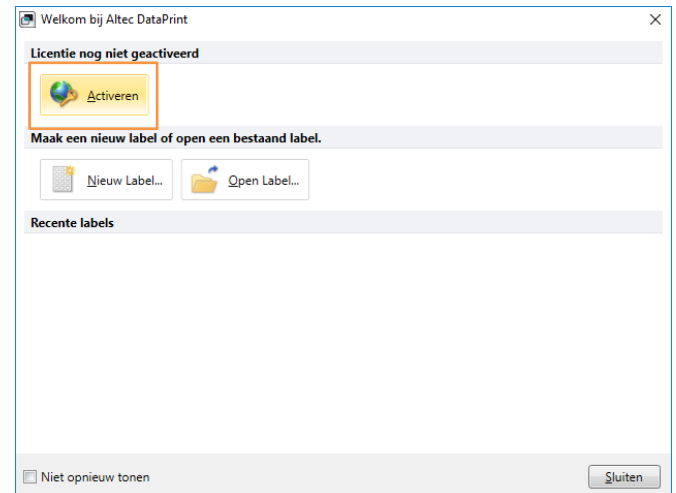 Welkom bij Altec DataPrint
Licentie nog niet geactiveerd
Activeren
Maak een nieuw label of open een bestaand label.
Nieuw Label... Open Label...
Recente labels
Niet opnieuw tonen Sluiten